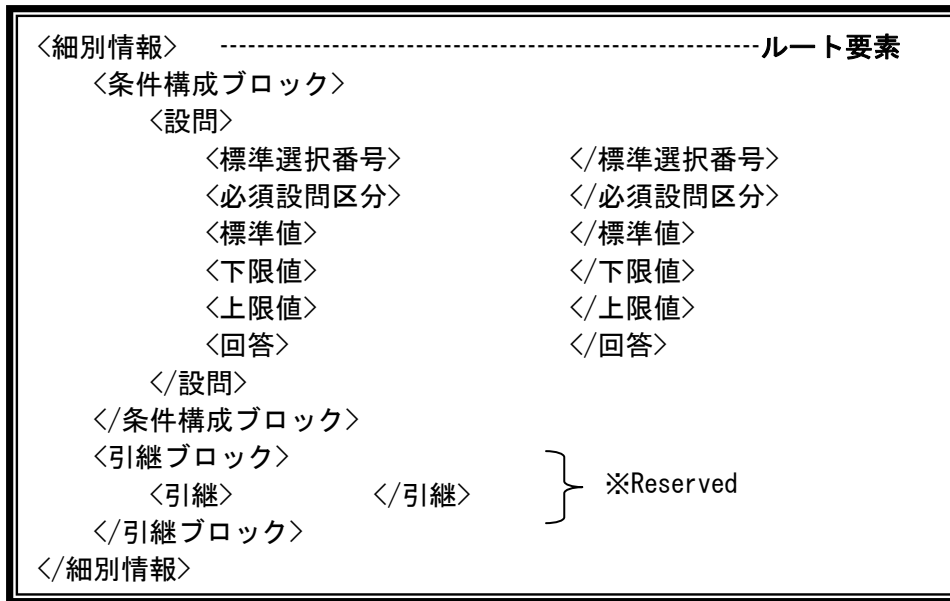 <細別情報> ルート要素
<条件構成ブロック>
<設問>
<標準選択番号> </標準選択番号>
<必須設問区分> </必須設問区分>
<標準値> </標準値>
<下限値> </下限値>
<上限値> </上限値>
<回答> </回答>
</設問>
</条件構成ブロック>
<引継ブロック>
<引継> </引継> ※Reserved
</引継ブロック>
</細別情報>